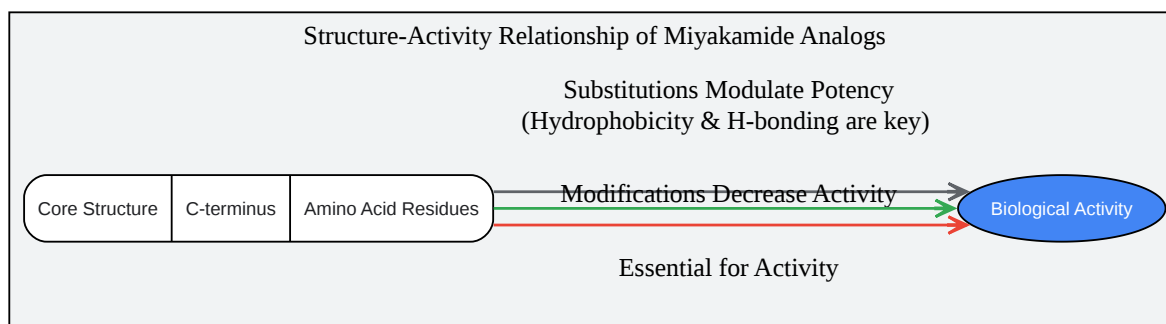 Structure-Activity Relationship of Miyakamide Analogs
Substitutions Modulate Potency
(Hydrophobicity & H-bonding are key)
Core Structure
C-terminus
Amino Acid Residues
Modifications Decrease Activity
Biological Activity
Essential for Activity